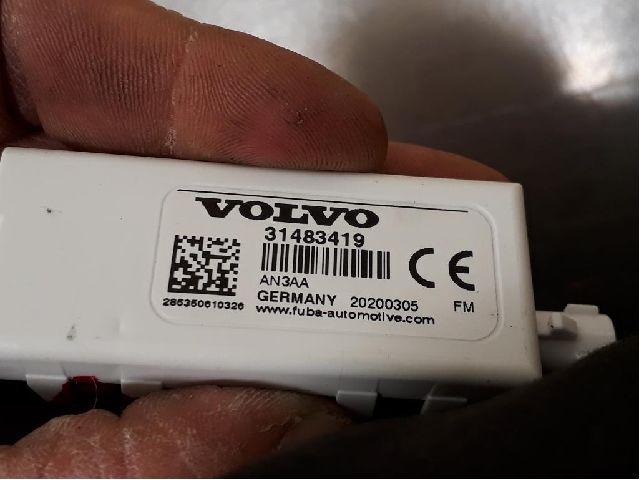 VOLVO
31483419
AN3AA
285350610326
GERMANY 20200305 FM
www.fuba-automotive.com
CE